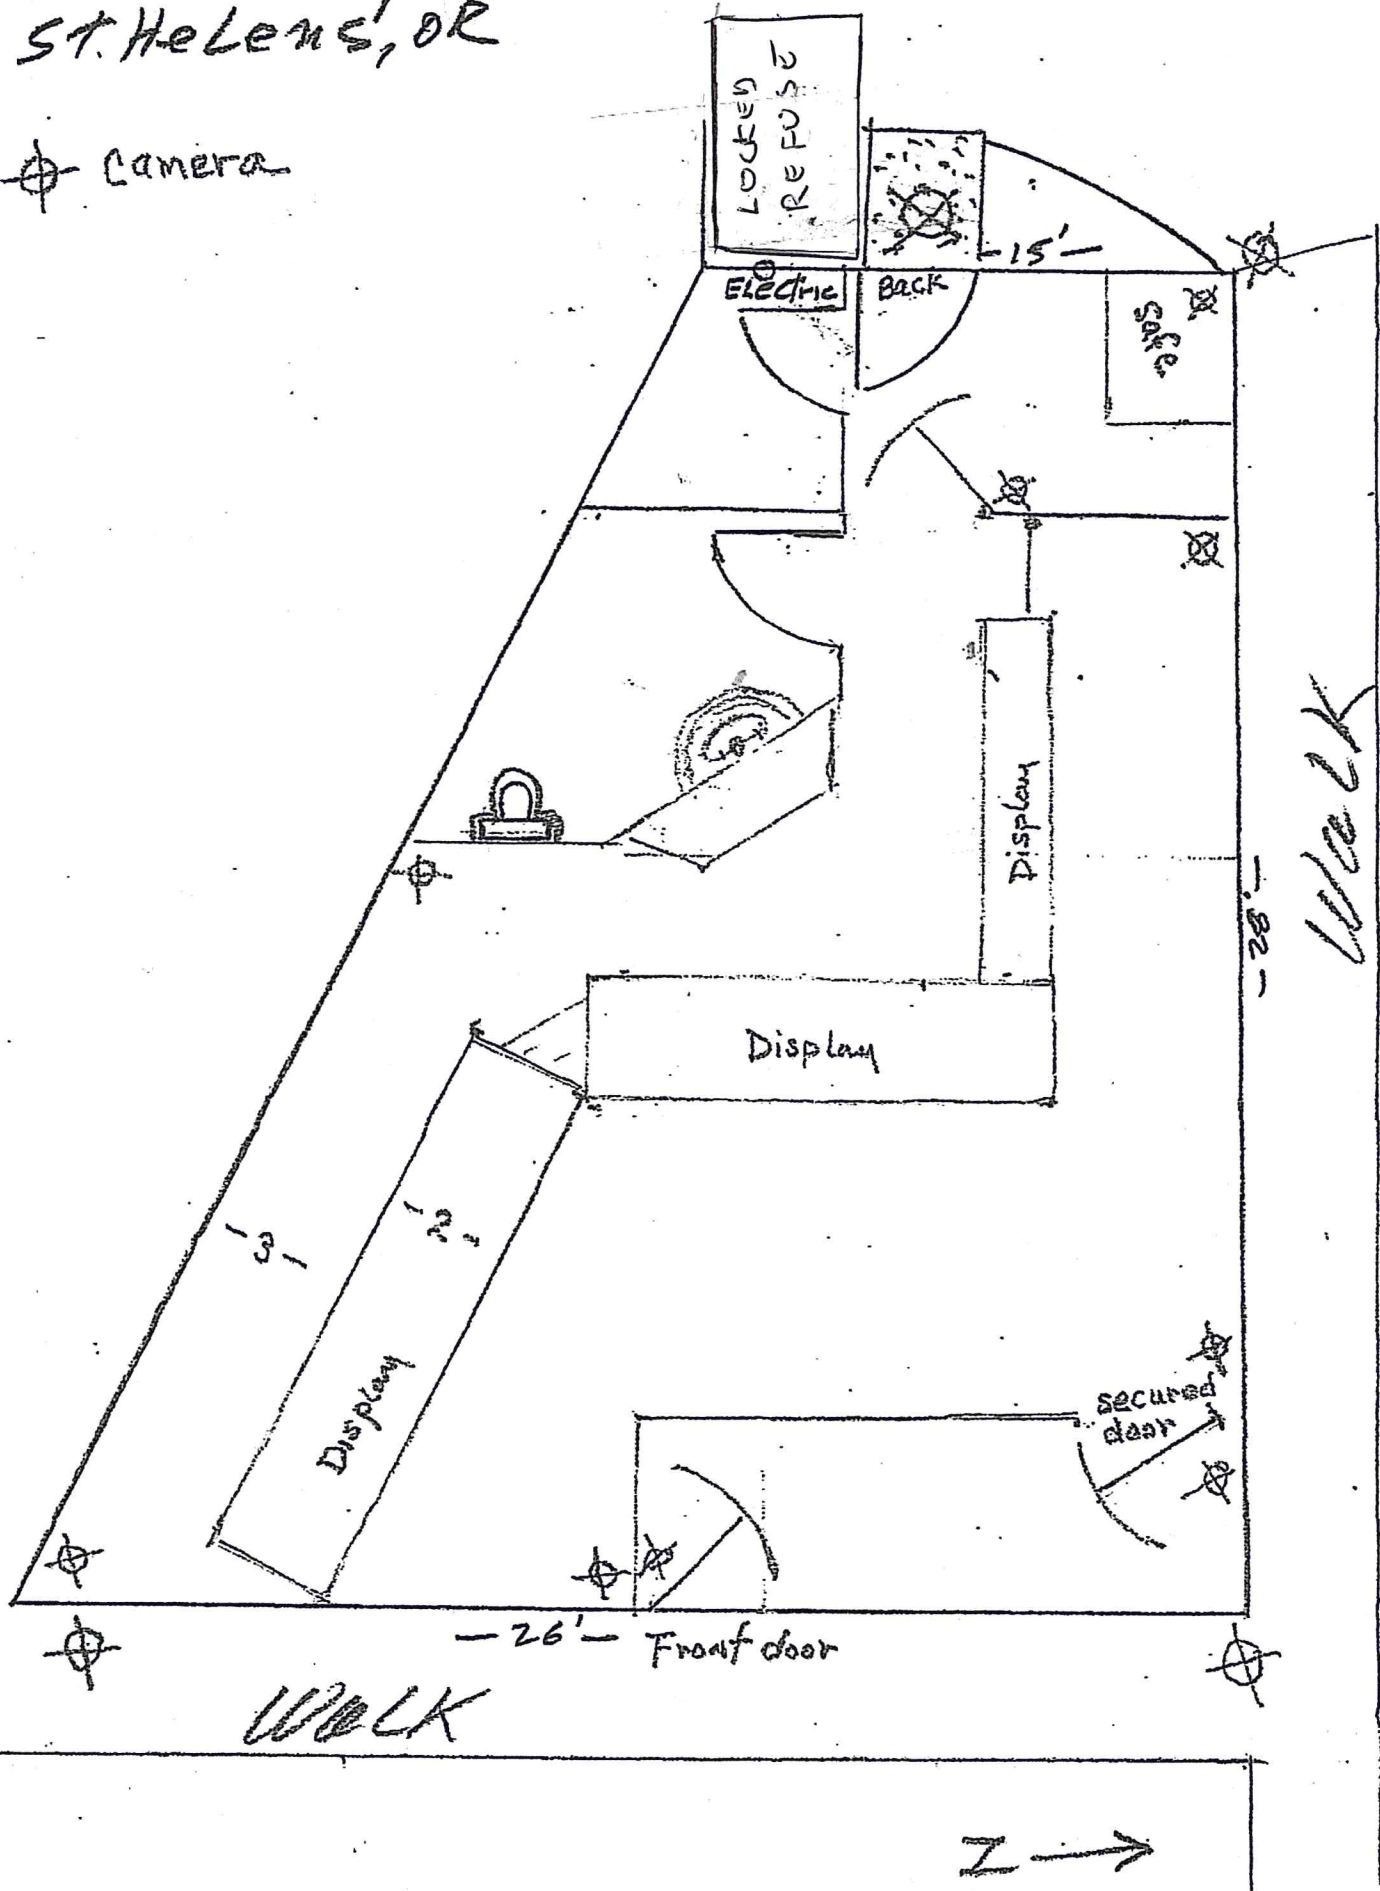 ST. HeLens', OR
camera
LOCKED
REFUSE
-15'-
Electric
BACK
Safe
Display
WaLK
-28'-
Display
-3-
-2-
Display
secured
door
-26'-
Front door
WaLK
Z →